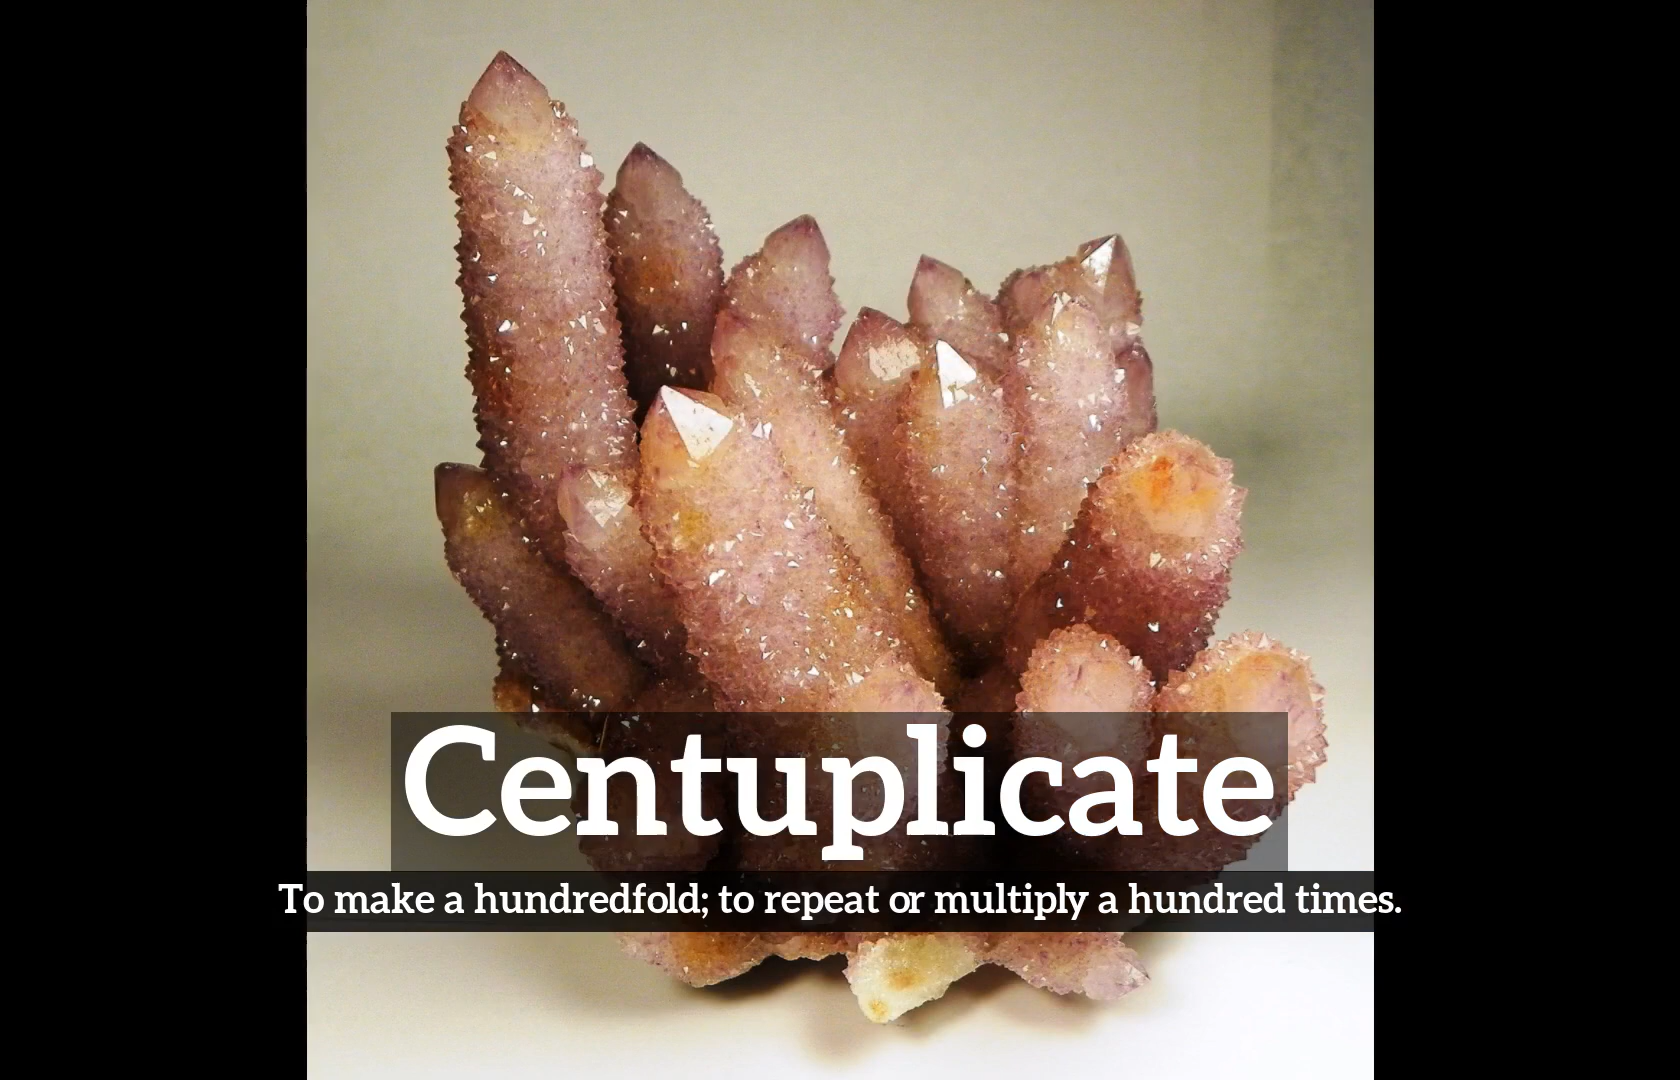 Centuplicate
To make a hundredfold; to repeat or multiply a hundred times.